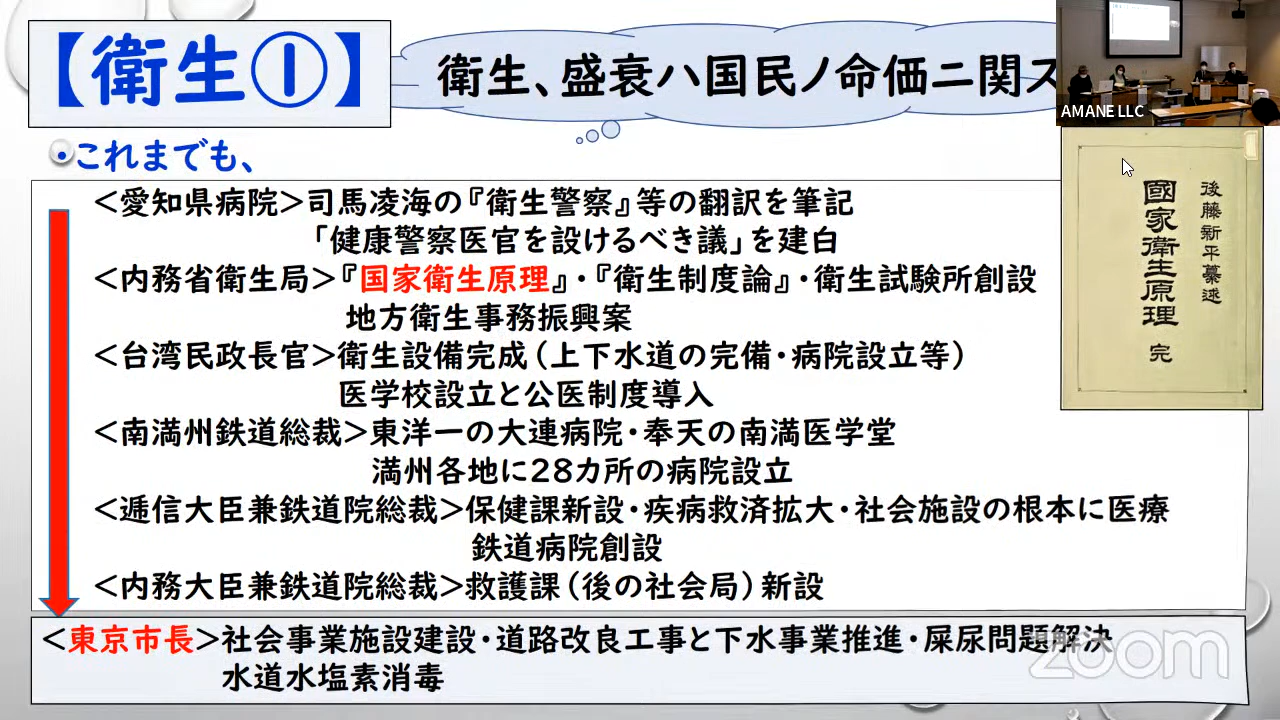 【衛生①】
衛生、盛衰ハ国民ノ命価ニ関ス
AMANE LLC
・これまでも、
後藤新平纂述
國家衛生原理 完
<愛知県病院>司馬凌海の『衛生警察』等の翻訳を筆記
「健康警察医官を設けるべき議」を建白
<内務省衛生局>『国家衛生原理』・『衛生制度論』・衛生試験所創設
地方衛生事務振興案
<台湾民政長官>衛生設備完成(上下水道の完備・病院設立等)
医学校設立と公医制度導入
<南満州鉄道総裁>東洋一の大連病院・奉天の南満医学堂
満州各地に28カ所の病院設立
<逓信大臣兼鉄道院総裁>保健課新設・疾病救済拡大・社会施設の根本に医療
鉄道病院創設
<内務大臣兼鉄道院総裁>救護課(後の社会局)新設
<東京市長>社会事業施設建設・道路改良工事と下水事業推進・屎尿問題解決
水道水塩素消毒
zoom